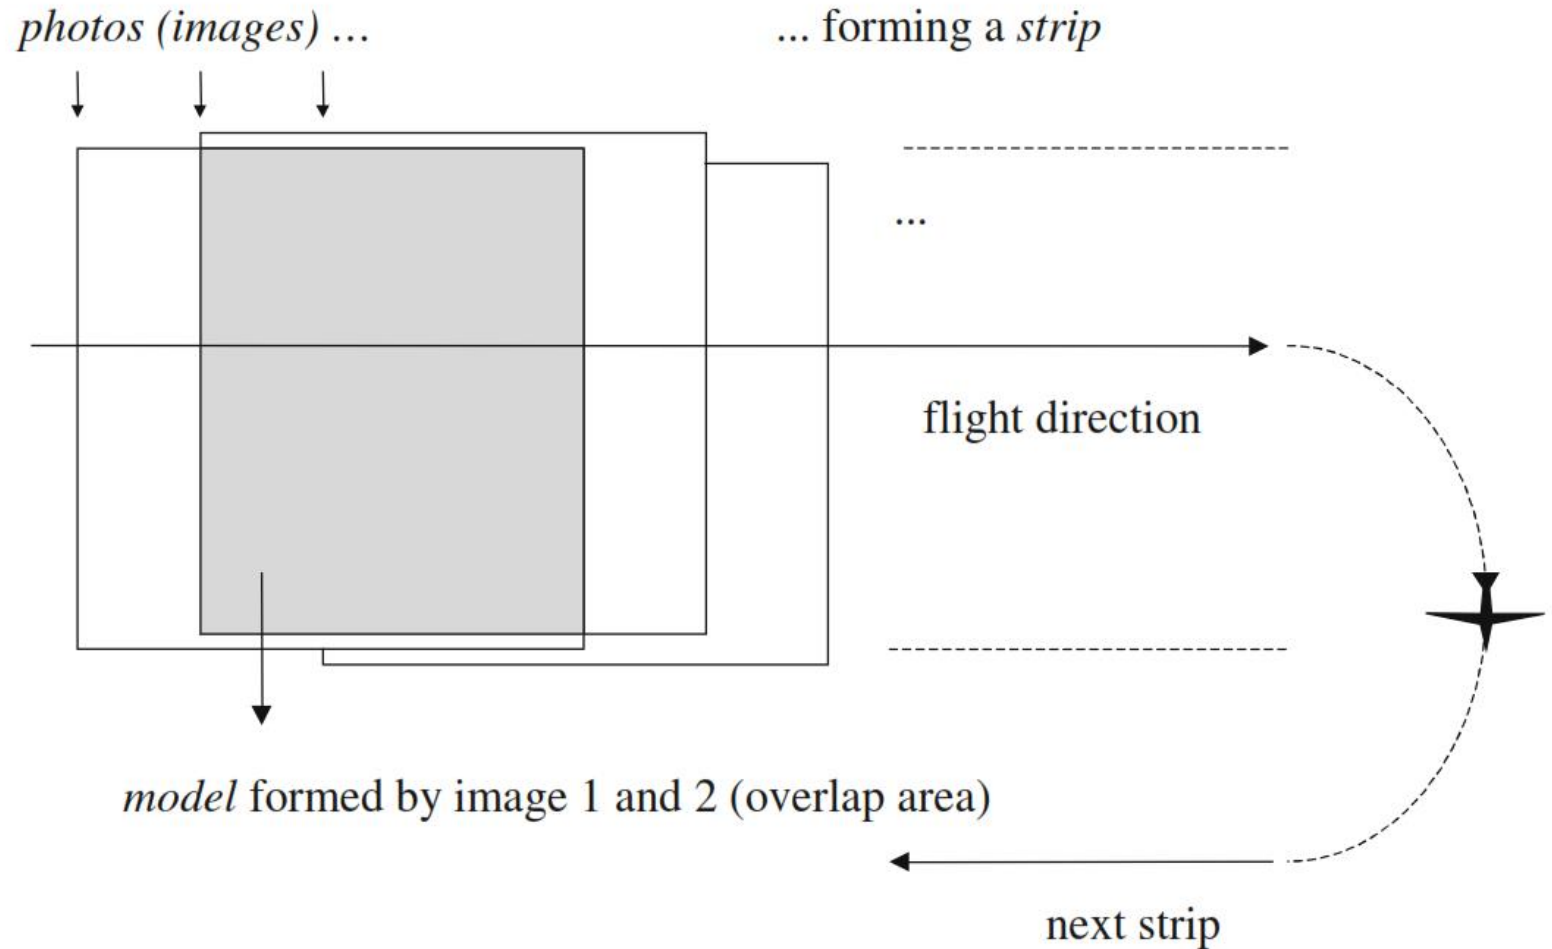 photos (images) ...
... forming a strip
...
flight direction
model formed by image 1 and 2 (overlap area)
next strip